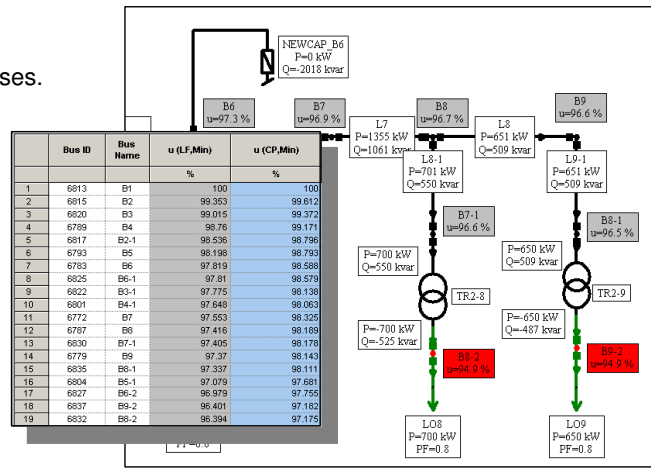 ses.
NEWCAP_B6
P=0 kW
Q=-2018 kvar
B6
u=97.3 %
B7
u=96.9 %
L7
P=1355 kW
Q=1061 kvar
B8
u=96.7 %
L8
P=651 kW
Q=509 kvar
B9
u=96.6 %
L8-1
P=701 kW
Q=550 kvar
L9-1
P=651 kW
Q=509 kvar
B7-1
u=96.6 %
B8-1
u=96.5 %
P=700 kW
Q=550 kvar
P=650 kW
Q=509 kvar
TR2-8
TR2-9
P=-700 kW
Q=-525 kvar
P=-650 kW
Q=-487 kvar
B8-2
u=94.9 %
B9-2
u=94.9 %
LO8
P=700 kW
PF=0.8
LO9
P=650 kW
PF=0.8
PF=0.8
Bus ID Bus Name u (LF,Min) u (CP,Min)
% %
1 6813 B1 100 100
2 6815 B2 99.353 99.612
3 6820 B3 99.015 99.372
4 6789 B4 98.76 99.171
5 6817 B2-1 98.536 98.796
6 6793 B5 98.198 98.793
7 6783 B6 97.819 98.588
8 6825 B6-1 97.81 98.579
9 6822 B3-1 97.775 98.138
10 6801 B4-1 97.648 98.063
11 6772 B7 97.553 98.325
12 6787 B8 97.416 98.189
13 6830 B7-1 97.405 98.178
14 6779 B9 97.37 98.143
15 6835 B8-1 97.337 98.111
16 6804 B5-1 97.079 97.681
17 6827 B6-2 96.979 97.755
18 6837 B9-2 96.401 97.182
19 6832 B8-2 96.394 97.175